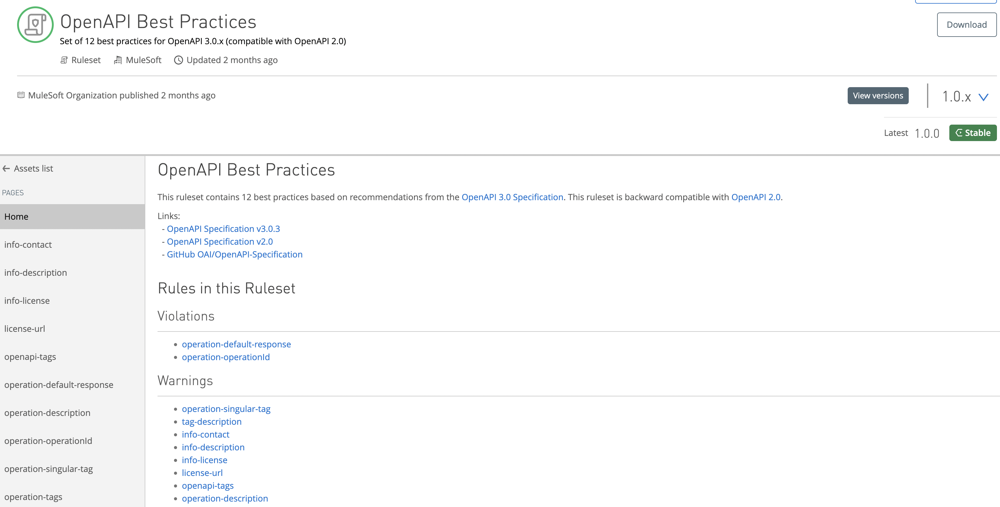 OpenAPI Best Practices
Download
Set of 12 best practices for OpenAPI 3.0.x (compatible with OpenAPI 2.0)
Ruleset MuleSoft Updated 2 months ago
MuleSoft Organization published 2 months ago
View versions
1.0.x
Latest 1.0.0 Stable
Assets list
PAGES
Home
info-contact
info-description
info-license
license-url
openapi-tags
operation-default-response
operation-description
operation-operationId
operation-singular-tag
operation-tags
OpenAPI Best Practices
This ruleset contains 12 best practices based on recommendations from the OpenAPI 3.0 Specification. This ruleset is backward compatible with OpenAPI 2.0.
Links:
- OpenAPI Specification v3.0.3
- OpenAPI Specification v2.0
- GitHub OAI/OpenAPI-Specification
Rules in this Ruleset
Violations
• operation-default-response
• operation-operationId
Warnings
• operation-singular-tag
• tag-description
• info-contact
• info-description
• info-license
• license-url
• openapi-tags
• operation-description